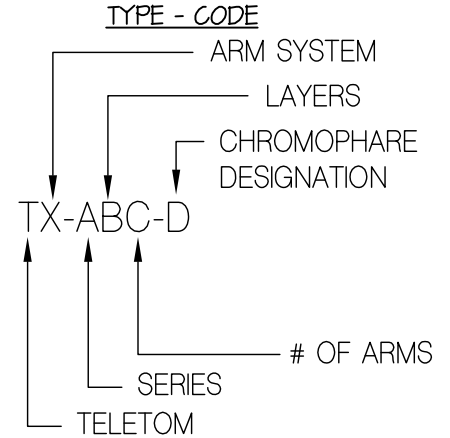 TYPE - CODE
ARM SYSTEM
LAYERS
CHROMOPHARE
DESIGNATION
TX-ABC-D
# OF ARMS
SERIES
TELETOM